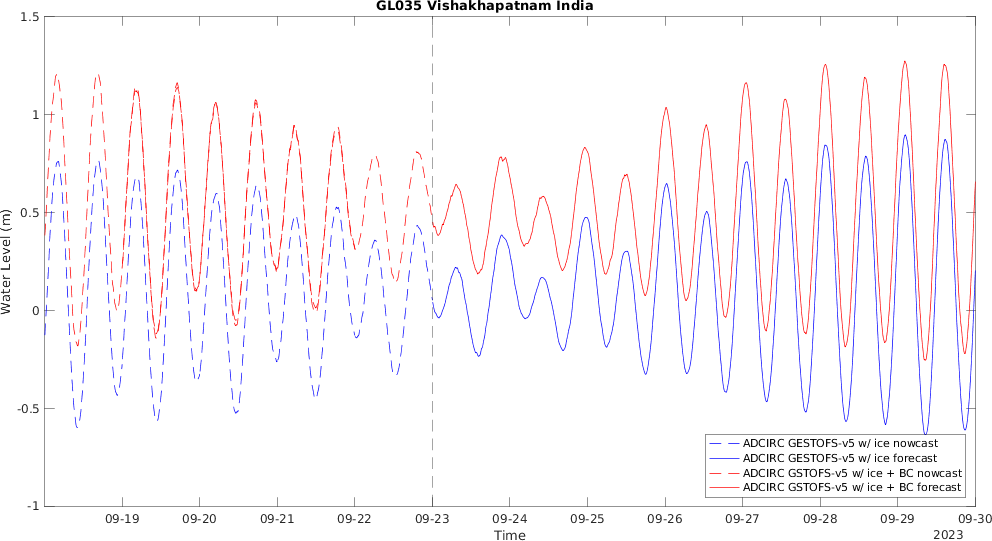 GL035 Vishakhapatnam India
Water Level (m)
1.5
1
0.5
0
-0.5
-1
ADCIRC GESTOFS-v5 w/ ice nowcast
ADCIRC GESTOFS-v5 w/ ice forecast
ADCIRC GSTOFS-v5 w/ ice + BC nowcast
ADCIRC GSTOFS-v5 w/ ice + BC forecast
09-19 09-20 09-21 09-22 09-23 09-24 09-25 09-26 09-27 09-28 09-29 09-30
Time
2023